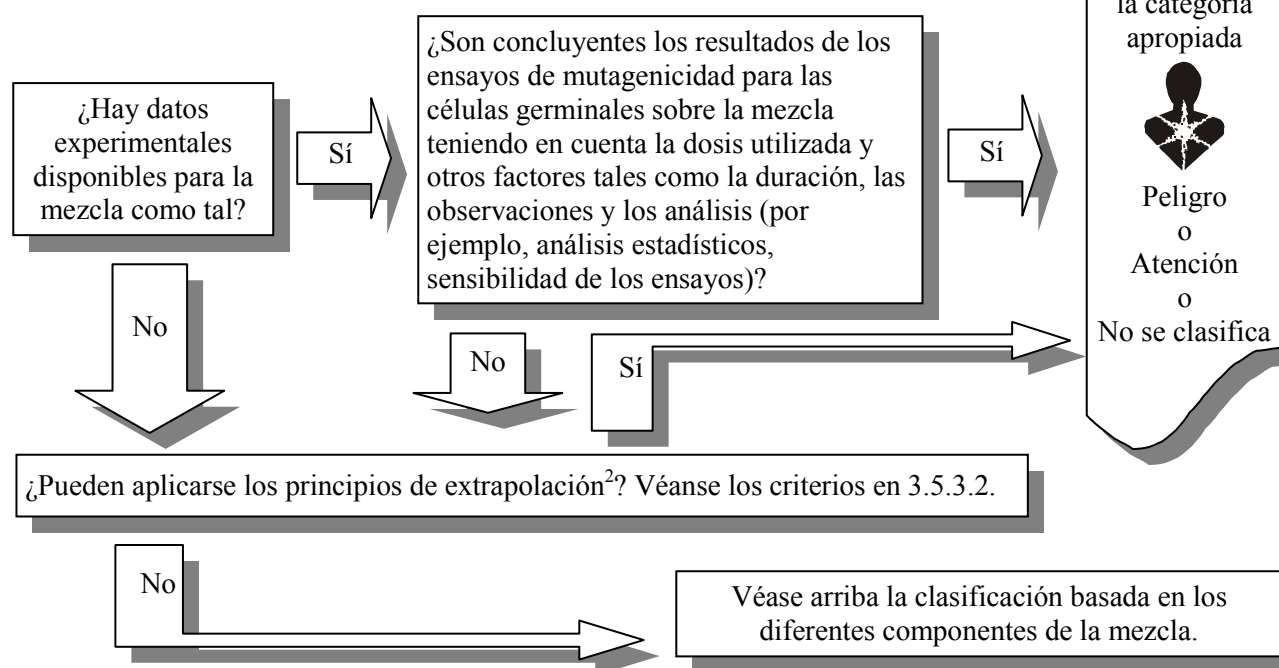 la categoría
apropiada
¿Hay datos
experimentales
disponibles para la
mezcla como tal?
Sí
¿Son concluyentes los resultados de los
ensayos de mutagenicidad para las
células germinales sobre la mezcla
teniendo en cuenta la dosis utilizada y
otros factores tales como la duración, las
observaciones y los análisis (por
ejemplo, análisis estadísticos,
sensibilidad de los ensayos)?
Sí
Peligro
o
Atención
o
No se clasifica
No
No
Sí
¿Pueden aplicarse los principios de extrapolación²? Véanse los criterios en 3.5.3.2.
No
Véase arriba la clasificación basada en los
diferentes componentes de la mezcla.